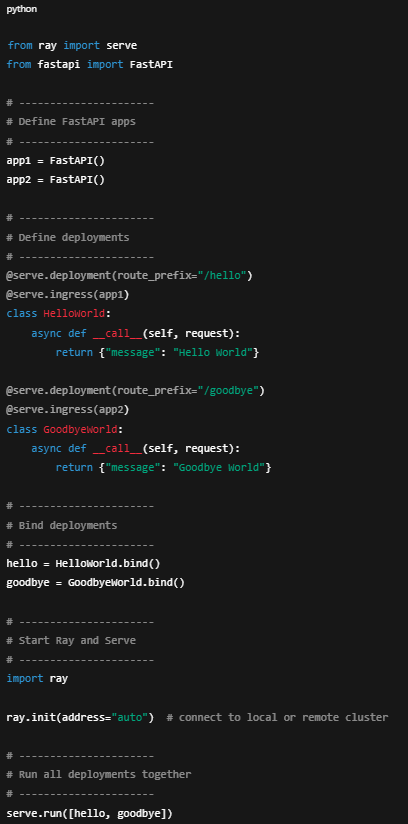 python
from ray import serve
from fastapi import FastAPI
# ----------------------
# Define FastAPI apps
# ----------------------
app1 = FastAPI()
app2 = FastAPI()
# ----------------------
# Define deployments
# ----------------------
@serve.deployment(route_prefix="/hello")
@serve.ingress(app1)
class HelloWorld:
    async def __call__(self, request):
        return {"message": "Hello World"}
@serve.deployment(route_prefix="/goodbye")
@serve.ingress(app2)
class GoodbyeWorld:
    async def __call__(self, request):
        return {"message": "Goodbye World"}
# ----------------------
# Bind deployments
# ----------------------
hello = HelloWorld.bind()
goodbye = GoodbyeWorld.bind()
# ----------------------
# Start Ray and Serve
# ----------------------
import ray
ray.init(address="auto")  # connect to local or remote cluster
# ----------------------
# Run all deployments together
# ----------------------
serve.run([hello, goodbye])